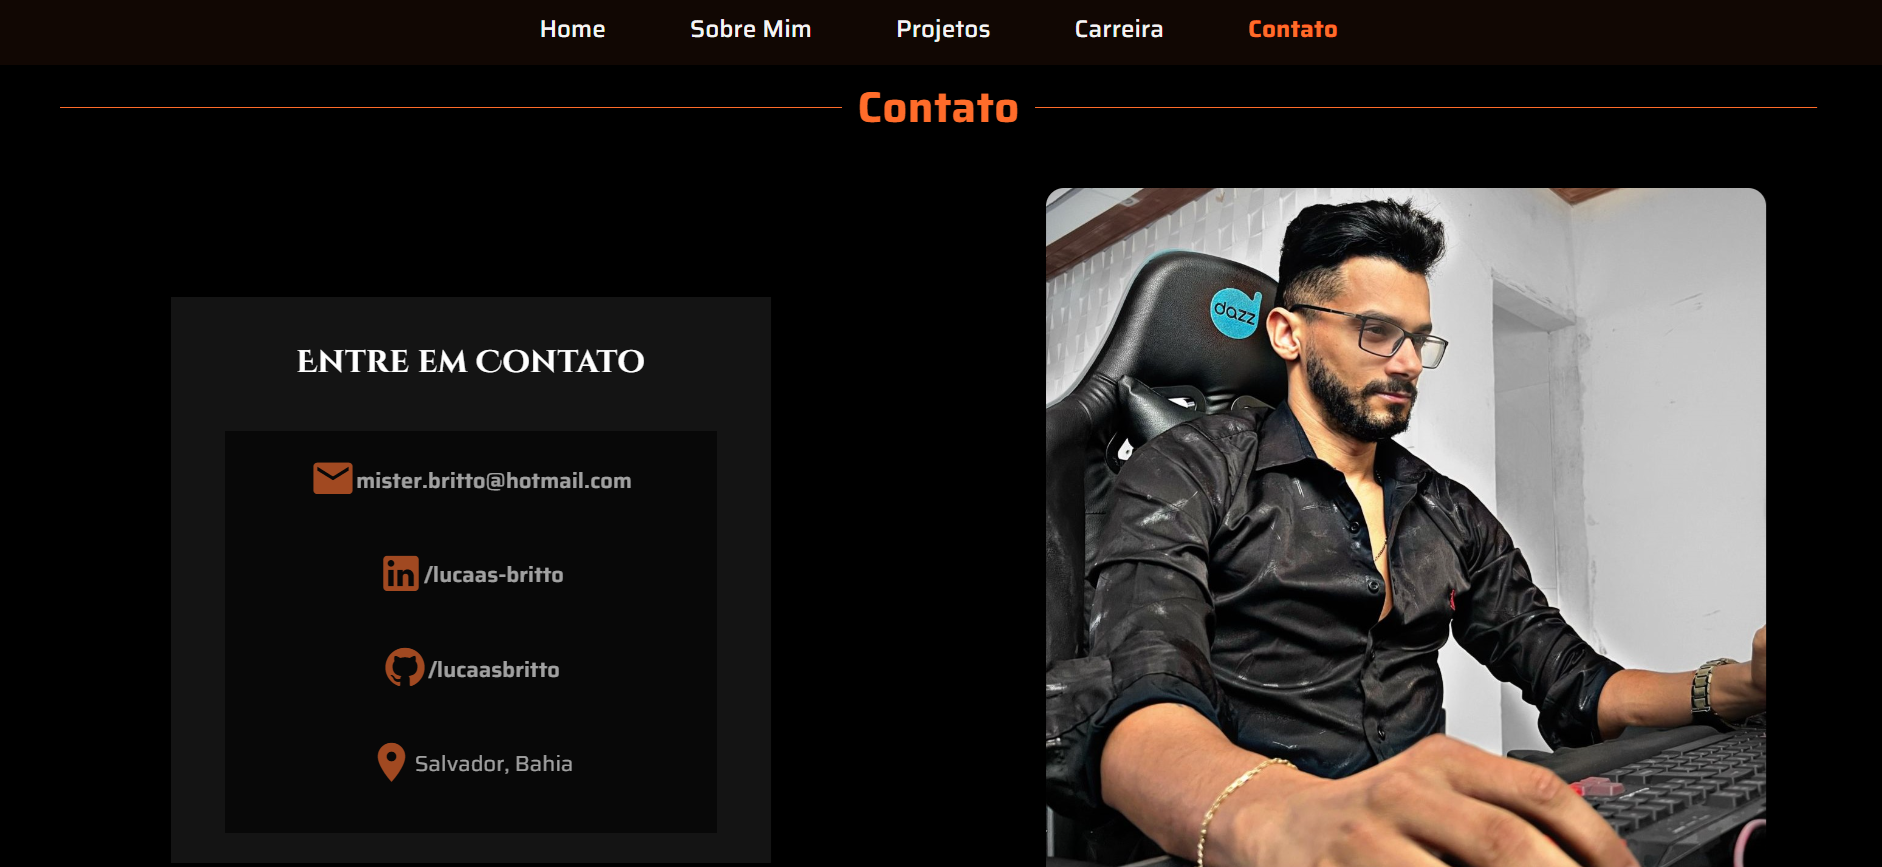 Home Sobre Mim Projetos Carreira Contato
Contato
Entre em Contato
mister.britto@hotmail.com
in /lucaas-britto
/lucaasbritto
Salvador, Bahia
dazz